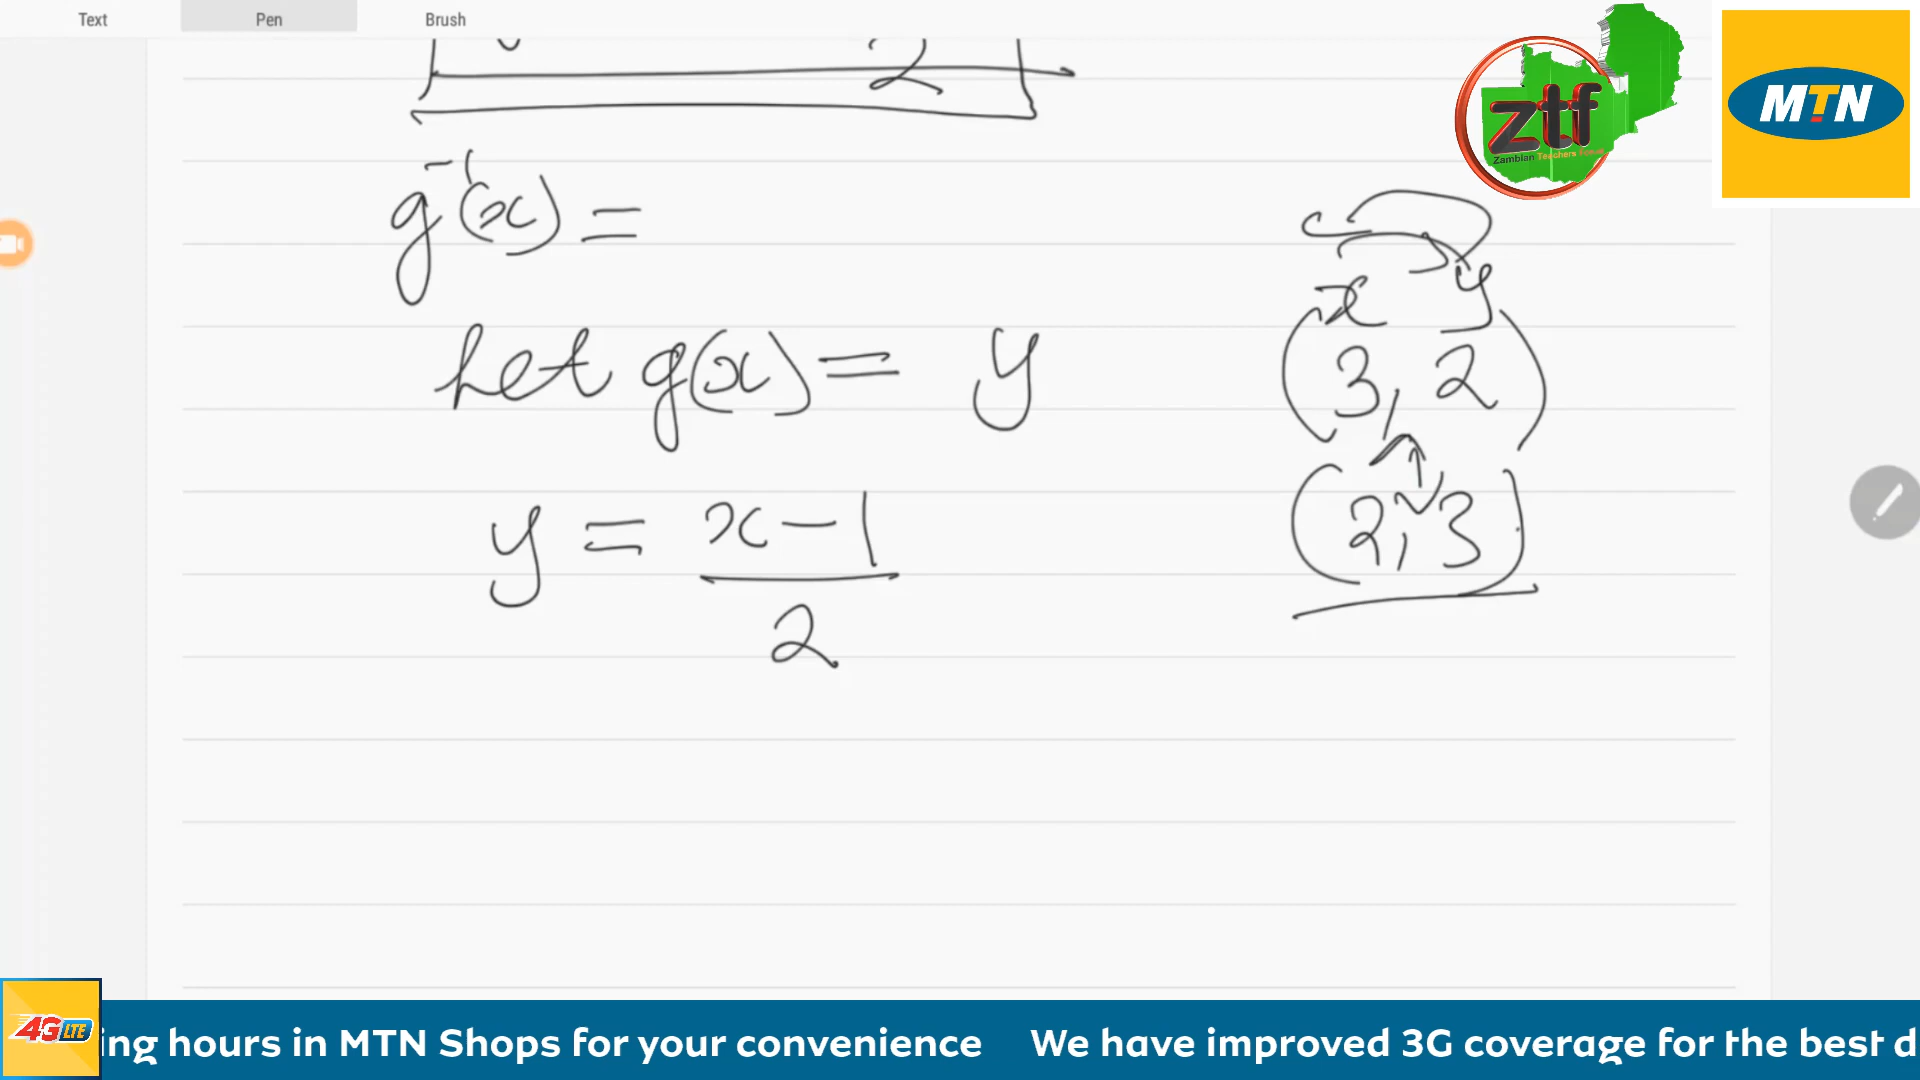 Text Pen Brush
2
g⁻¹(x) =
Let g(x) = y
y = x - 1
2
x y
(3, 2)
(2, 3)
ztf
Zambian Teachers Forum
MTN
4G LTE
ing hours in MTN Shops for your convenience We have improved 3G coverage for the best d